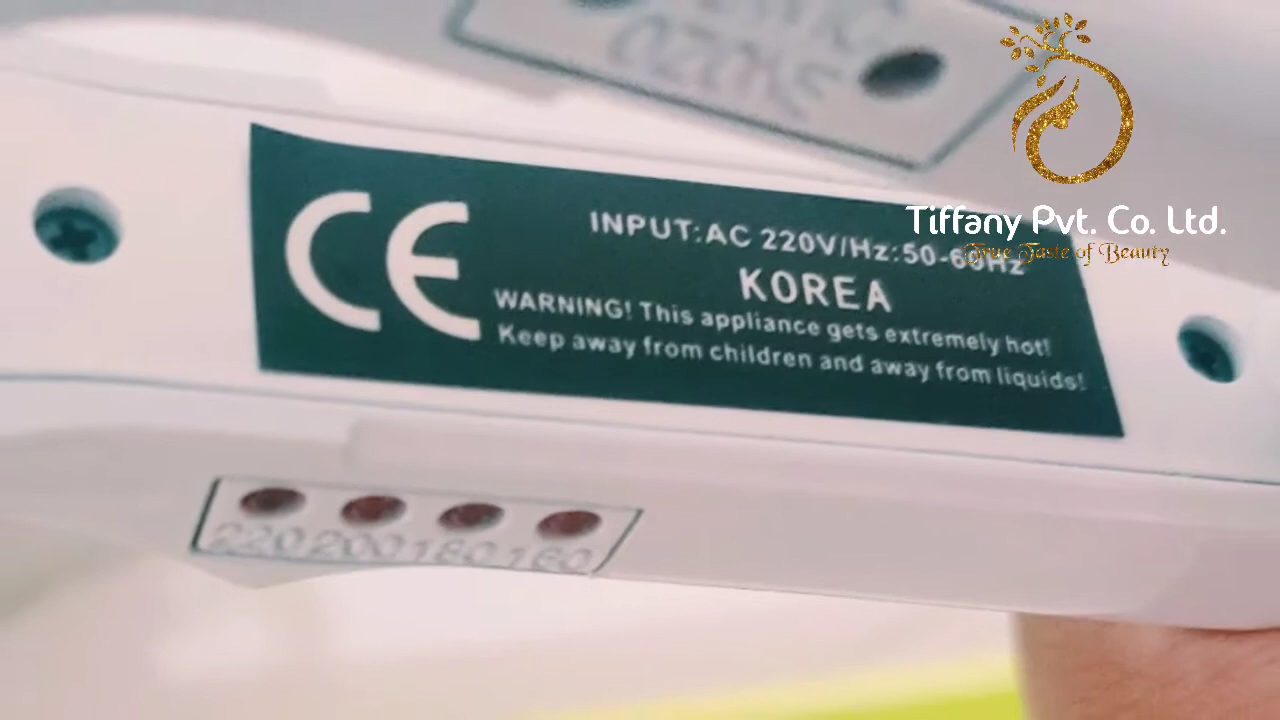 Tiffany Pvt. Co. Ltd.
True Taste of Beauty
CE
INPUT:AC 220V/Hz:50-60Hz
KOREA
WARNING! This appliance gets extremely hot!
Keep away from children and away from liquids!
220 200 180 160